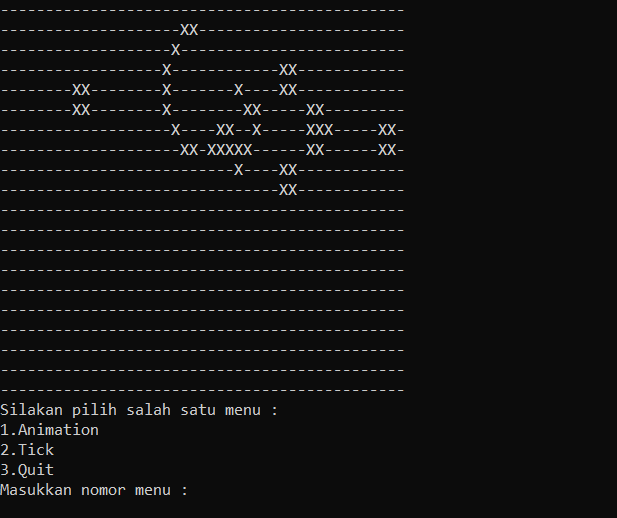 ---------------------------------------------
--------------------XX-----------------------
-------------------X-------------------------
------------------X------------XX------------
--------XX--------X-------X----XX------------
--------XX--------X--------XX-----XX---------
-------------------X----XX--X-----XXX-----XX-
--------------------XX-XXXXX------XX------XX-
--------------------------X----XX------------
-------------------------------XX------------
---------------------------------------------
---------------------------------------------
---------------------------------------------
---------------------------------------------
---------------------------------------------
---------------------------------------------
---------------------------------------------
---------------------------------------------
---------------------------------------------
---------------------------------------------
Silakan pilih salah satu menu :
1.Animation
2.Tick
3.Quit
Masukkan nomor menu :